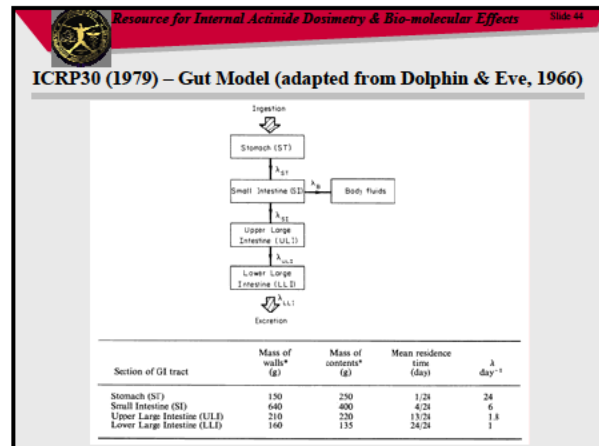 Resource for Internal Actinide Dosimetry & Bio-molecular Effects
Slide 44
ICRP30 (1979) – Gut Model (adapted from Dolphin & Eve, 1966)
Ingestion
Stomach (ST)
λST
Small Intestine (SI)
λB
Body fluids
λSI
Upper Large
Intestine (ULI)
λULI
Lower Large
Intestine (LLI)
λLLI
Excretion
Section of GI tract Mass of walls* (g) Mass of contents* (g) Mean residence time (day) λ day⁻¹
Stomach (ST) 150 250 1/24 24
Small Intestine (SI) 640 400 4/24 6
Upper Large Intestine (ULI) 210 220 13/24 1.8
Lower Large Intestine (LLI) 160 135 24/24 1